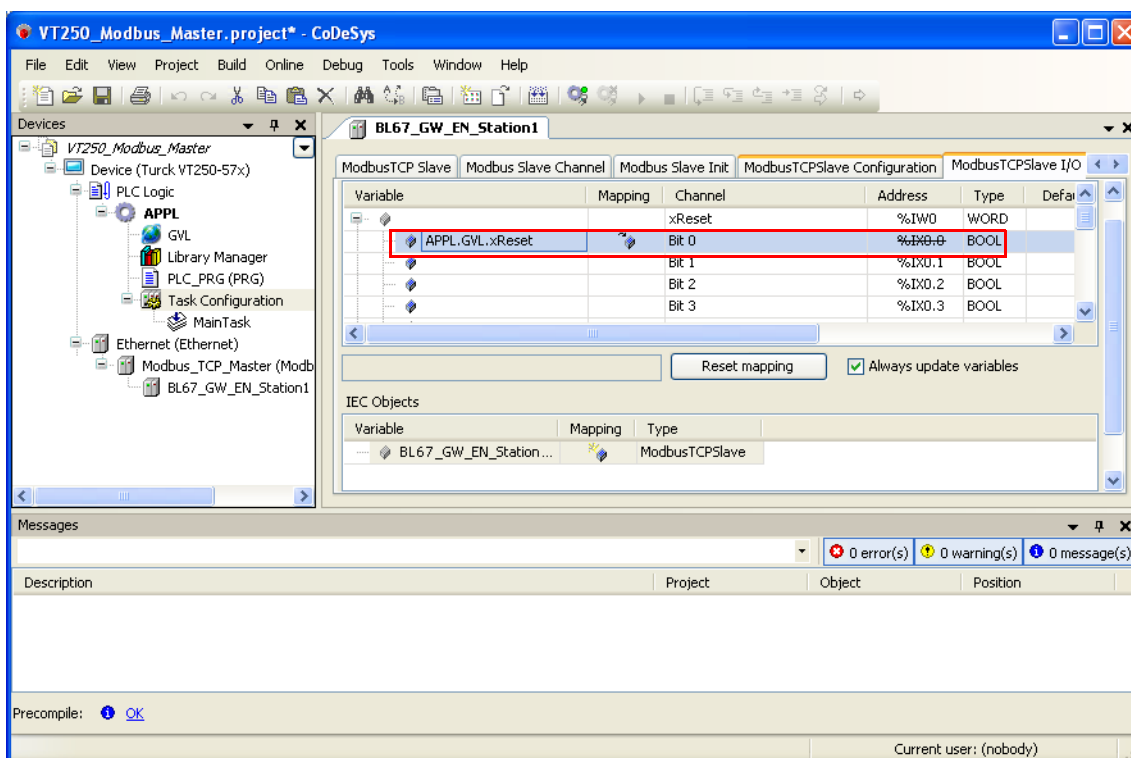 VT250_Modbus_Master.project* - CoDeSys
File Edit View Project Build Online Debug Tools Window Help
Devices
VT250_Modbus_Master
Device (Turck VT250-57x)
PLC Logic
APPL
GVL
Library Manager
PLC_PRG (PRG)
Task Configuration
MainTask
Ethernet (Ethernet)
Modbus_TCP_Master (Modb
BL67_GW_EN_Station1
BL67_GW_EN_Station1
ModbusTCP Slave Modbus Slave Channel Modbus Slave Init ModbusTCPSlave Configuration ModbusTCPSlave I/O
Variable Mapping Channel Address Type Defau
xReset %IW0 WORD
APPL.GVL.xReset Bit 0 %IX0.0 BOOL
Bit 1 %IX0.1 BOOL
Bit 2 %IX0.2 BOOL
Bit 3 %IX0.3 BOOL
Reset mapping Always update variables
IEC Objects
Variable Mapping Type
BL67_GW_EN_Station... ModbusTCPSlave
Messages
0 error(s) 0 warning(s) 0 message(s)
Description Project Object Position
Precompile: OK
Current user: (nobody)